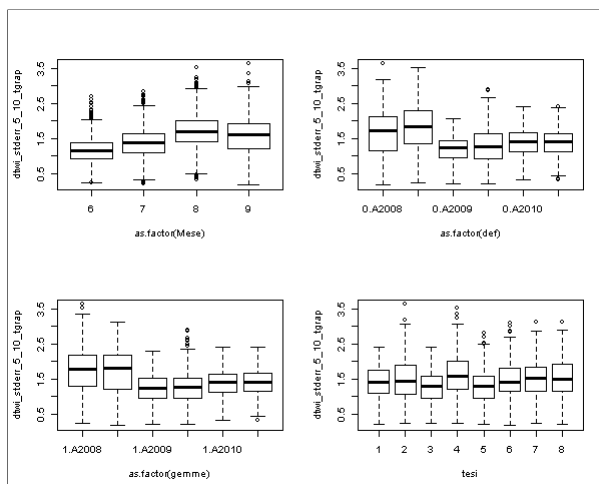 dtwi_stderr_5_10_tgrap
3.5
2.5
1.5
0.5
6 7 8 9
as.factor(Mese)
dtwi_stderr_5_10_tgrap
3.5
2.5
1.5
0.5
0.A2008 0.A2009 0.A2010
as.factor(def)
dtwi_stderr_5_10_tgrap
3.5
2.5
1.5
0.5
1.A2008 1.A2009 1.A2010
as.factor(gemme)
dtwi_stderr_5_10_tgrap
3.5
2.5
1.5
0.5
1 2 3 4 5 6 7 8
tesi